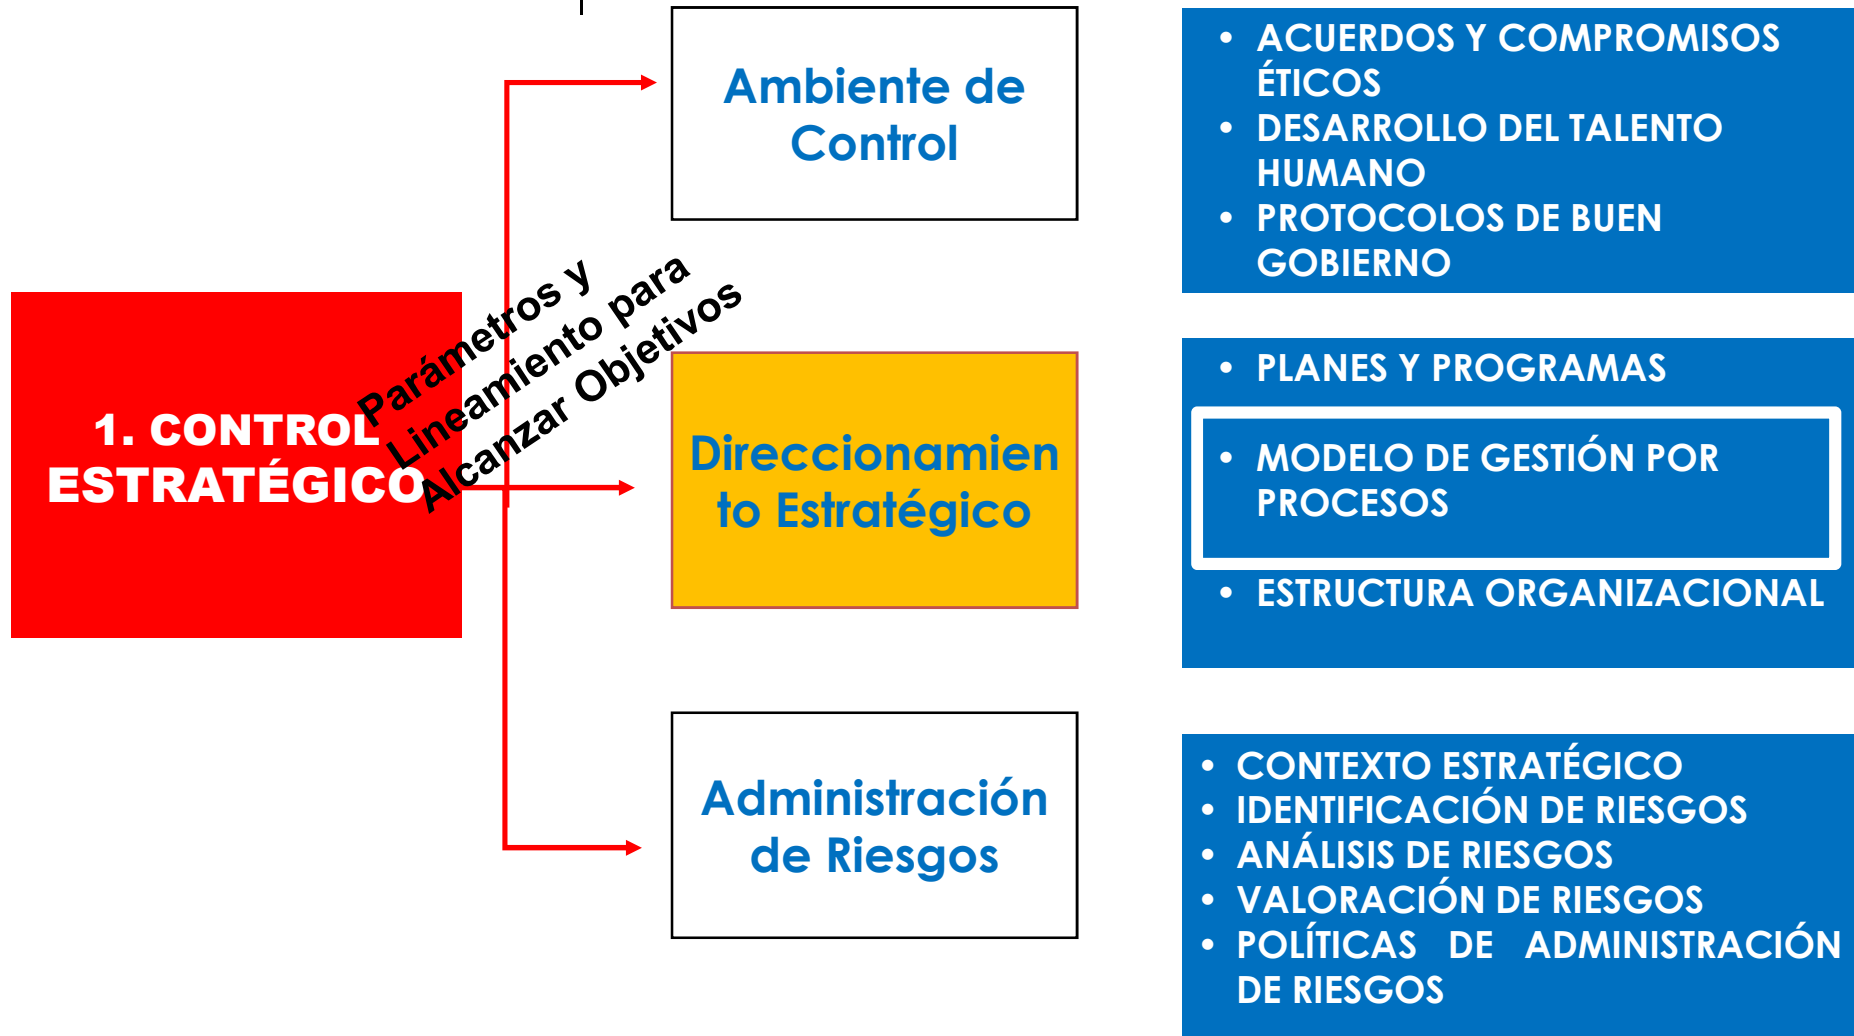 Ambiente de
Control
• ACUERDOS Y COMPROMISOS
ÉTICOS
• DESARROLLO DEL TALENTO
HUMANO
• PROTOCOLOS DE BUEN
GOBIERNO
Parámetros y
Lineamiento para
Alcanzar Objetivos
1. CONTROL
ESTRATÉGICO
Direccionamien
to Estratégico
• PLANES Y PROGRAMAS
• MODELO DE GESTIÓN POR
PROCESOS
• ESTRUCTURA ORGANIZACIONAL
Administración
de Riesgos
• CONTEXTO ESTRATÉGICO
• IDENTIFICACIÓN DE RIESGOS
• ANÁLISIS DE RIESGOS
• VALORACIÓN DE RIESGOS
• POLÍTICAS DE ADMINISTRACIÓN
DE RIESGOS